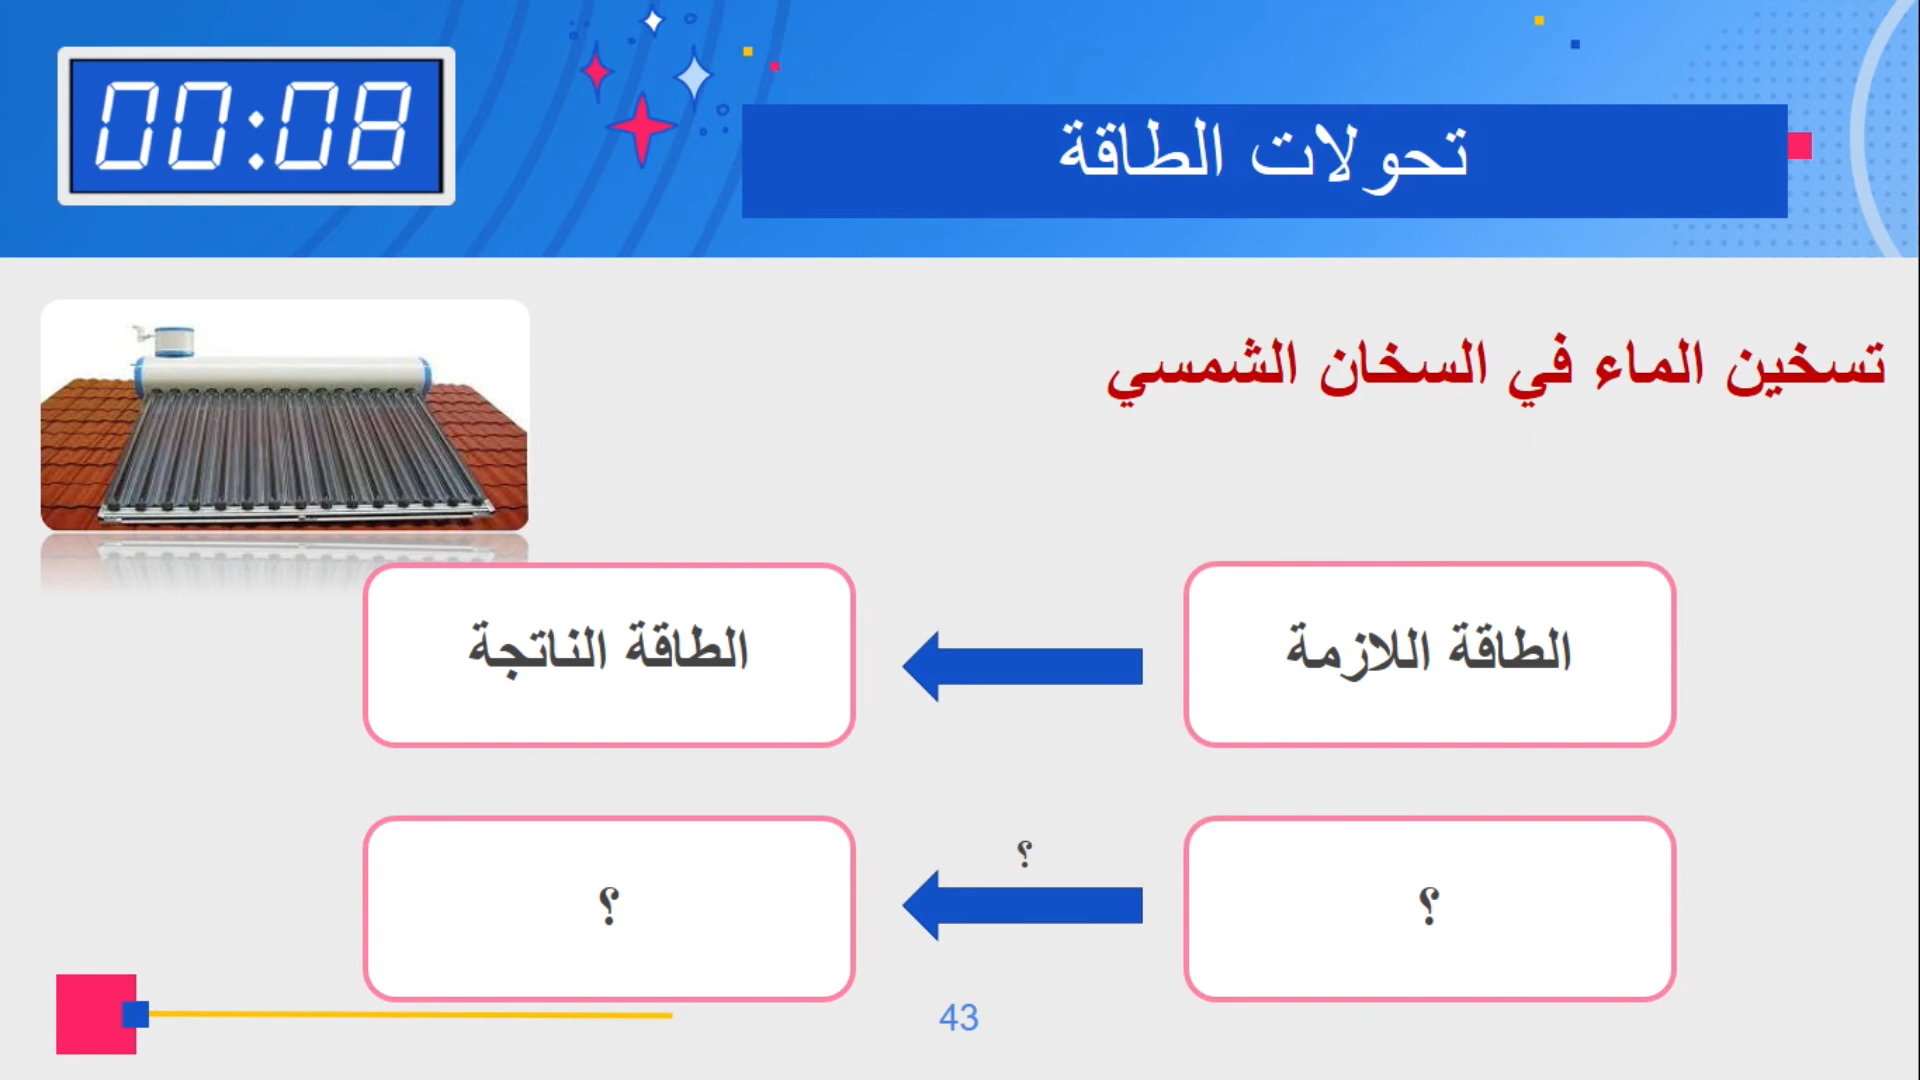 00:08
تحولات الطاقة
تسخين الماء في السخان الشمسي
الطاقة اللازمة
الطاقة الناتجة
؟
؟
؟
43